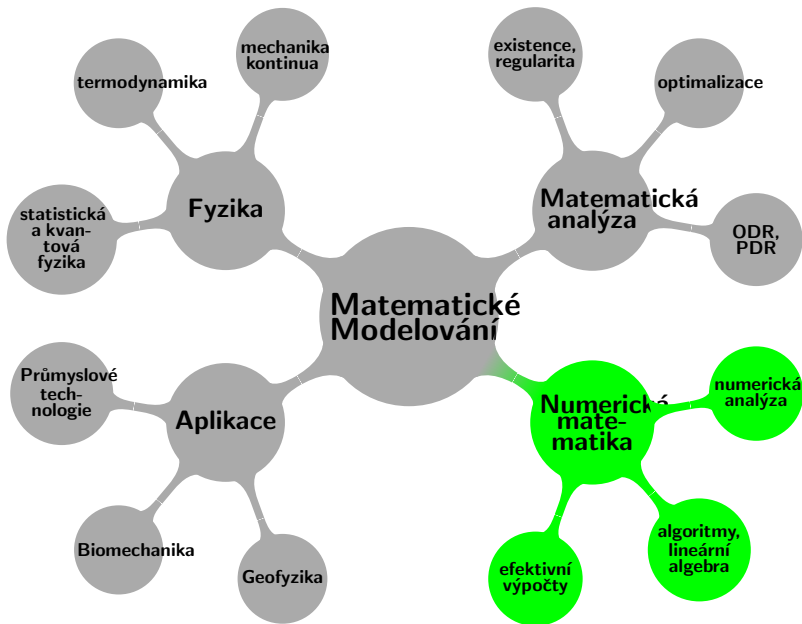 mechanika
kontinua
termodynamika
Fyzika
statistická
a kvan-
tová
fyzika
existence,
regularita
optimalizace
Matematická
analýza
ODR,
PDR
Matematické
Modelování
Průmyslové
tech-
nologie
Aplikace
Biomechanika
Geofyzika
Numerická
mate-
matika
numerická
analýza
algoritmy,
lineární
algebra
efektivní
výpočty